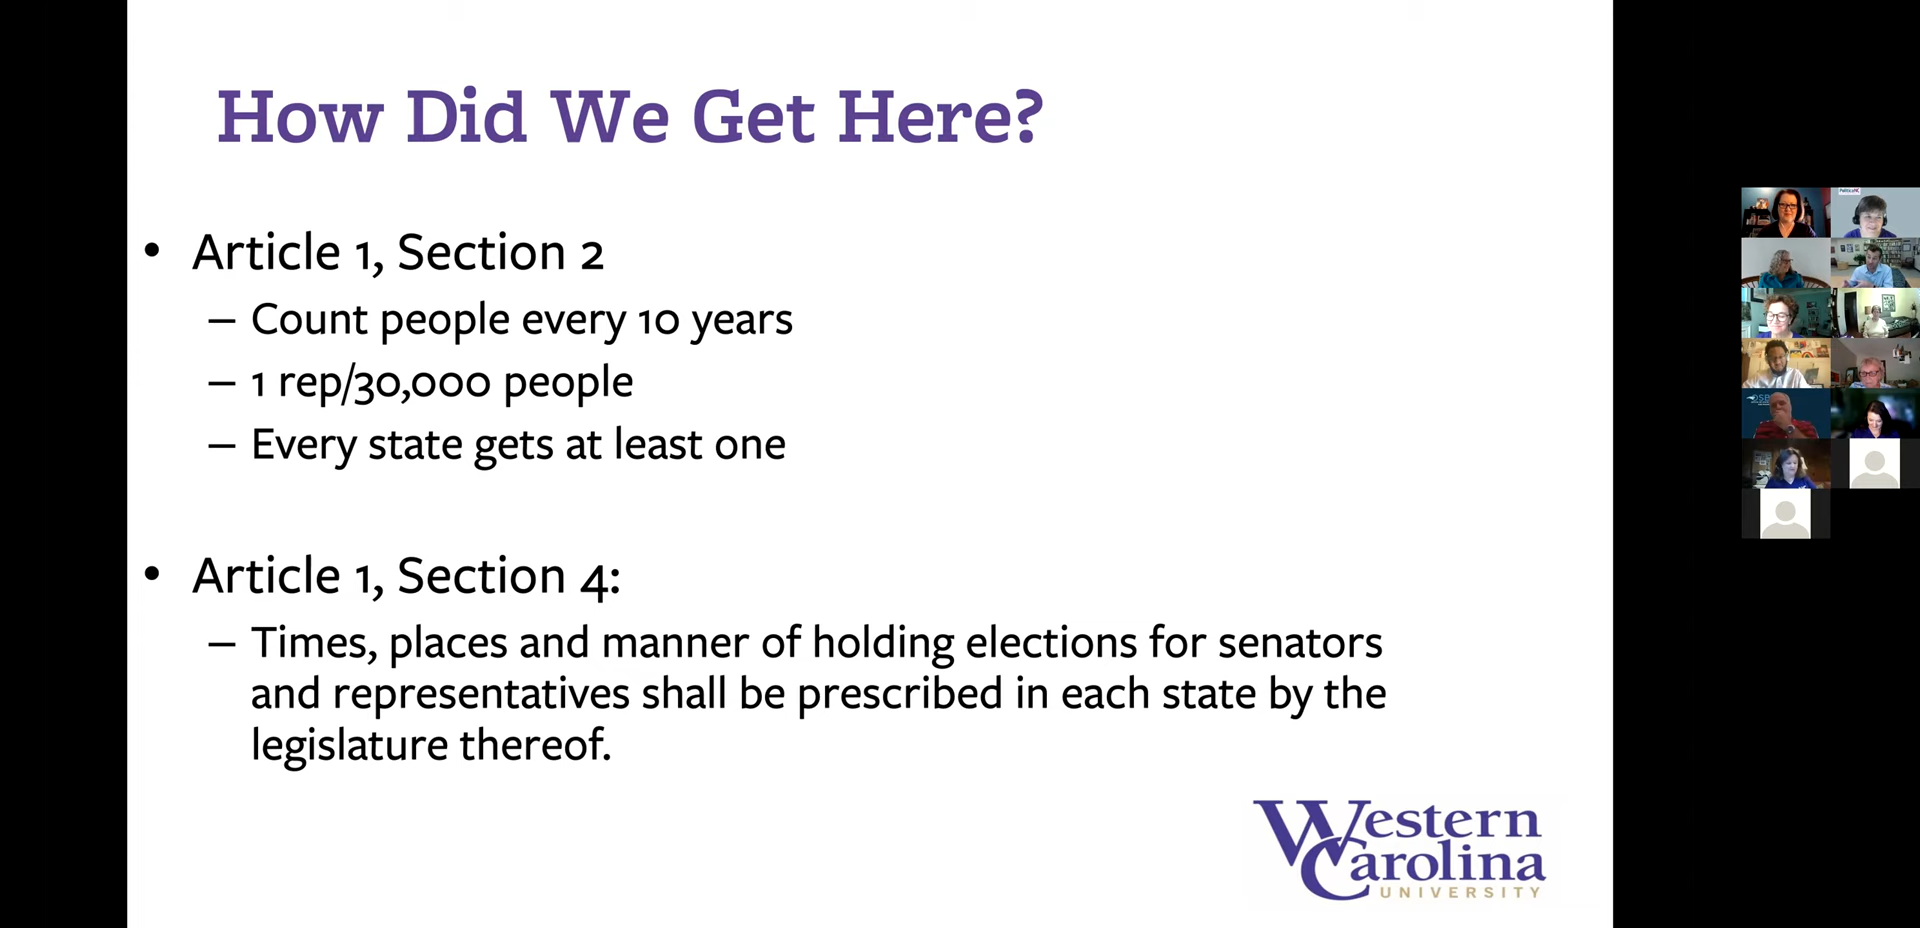 How Did We Get Here?
• Article 1, Section 2
– Count people every 10 years
– 1 rep/30,000 people
– Every state gets at least one
• Article 1, Section 4:
– Times, places and manner of holding elections for senators
and representatives shall be prescribed in each state by the
legislature thereof.
Western
Carolina
UNIVERSITY